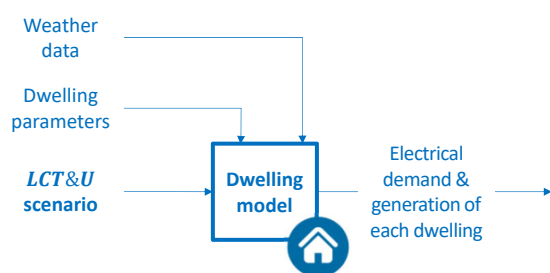 Weather
data
Dwelling
parameters
LCT&U
scenario
Dwelling
model
Electrical
demand &
generation of
each dwelling